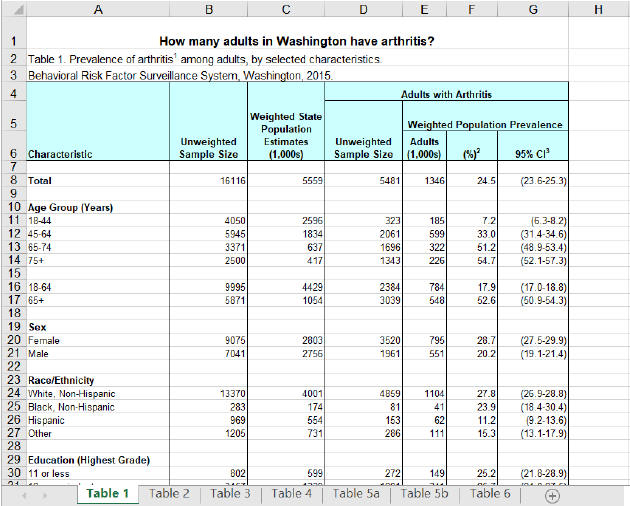 A B C D E F G H
1 How many adults in Washington have arthritis?
2 Table 1. Prevalence of arthritis¹ among adults, by selected characteristics.
3 Behavioral Risk Factor Surveillance System, Washington, 2015.
4 Adults with Arthritis
5 Weighted State Population Weighted Population Prevalence
6 Characteristic Unweighted Sample Size Estimates (1,000s) Unweighted Sample Size Adults (1,000s) (%)² 95% CI³
7
8 Total 16116 5559 5481 1346 24.5 (23.6-25.3)
9
10 Age Group (Years)
11 18-44 4050 2596 323 185 7.2 (6.3-8.2)
12 45-64 5945 1834 2061 599 33.0 (31.4-34.6)
13 65-74 3371 637 1696 322 51.2 (48.9-53.4)
14 75+ 2500 417 1343 226 54.7 (52.1-57.3)
15
16 18-64 9995 4429 2384 784 17.9 (17.0-18.8)
17 65+ 5871 1054 3039 548 52.6 (50.9-54.3)
18
19 Sex
20 Female 9075 2803 3520 795 28.7 (27.5-29.9)
21 Male 7041 2756 1961 551 20.2 (19.1-21.4)
22
23 Race/Ethnicity
24 White, Non-Hispanic 13370 4001 4859 1104 27.8 (26.9-28.8)
25 Black, Non-Hispanic 283 174 81 41 23.9 (18.4-30.4)
26 Hispanic 969 554 153 62 11.2 (9.2-13.6)
27 Other 1205 731 286 111 15.3 (13.1-17.9)
28
29 Education (Highest Grade)
30 11 or less 802 599 272 149 25.2 (21.8-28.9)
Table 1 Table 2 Table 3 Table 4 Table 5a Table 5b Table 6